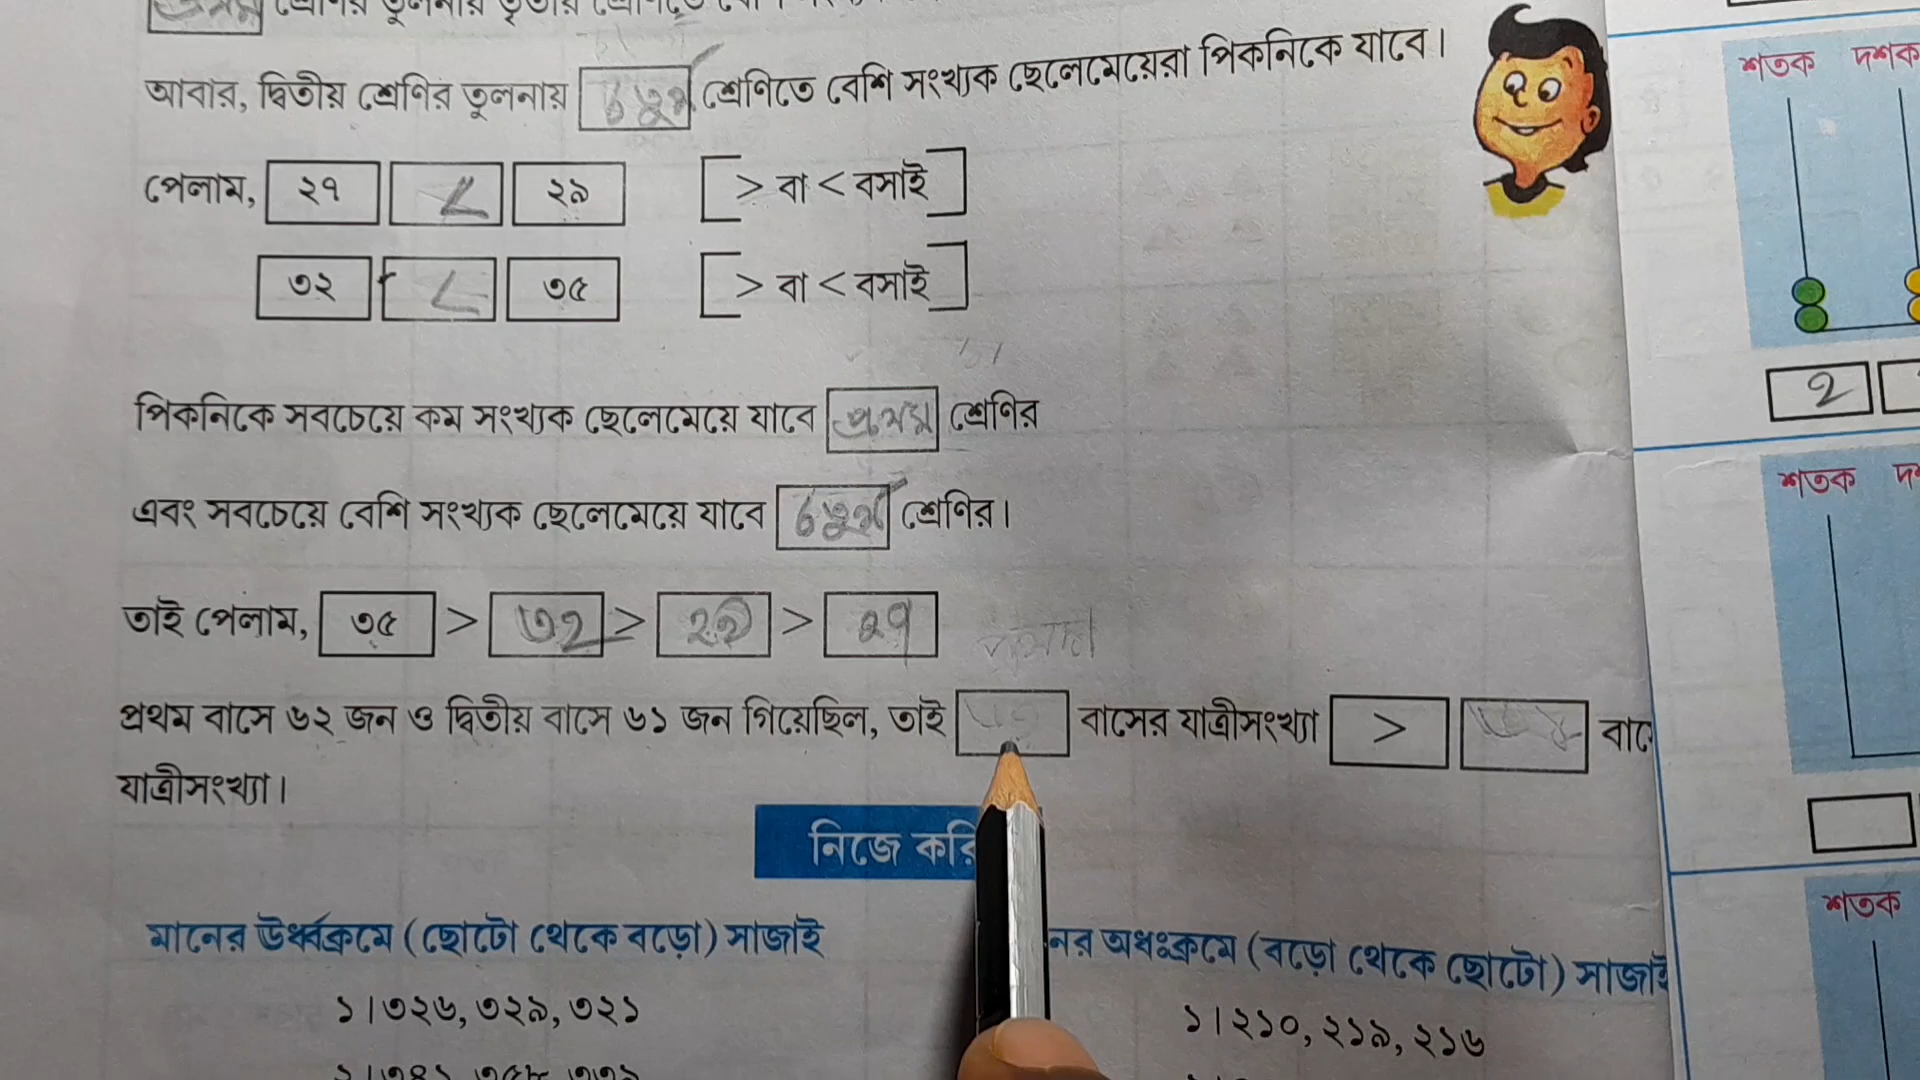 শ্রেণির তুলনায় তৃতীয় শ্রেণিতে
আবার, দ্বিতীয় শ্রেণির তুলনায় চতুর্থ শ্রেণিতে বেশি সংখ্যক ছেলেমেয়েরা পিকনিকে যাবে।
পেলাম, ২৭ < ২৯ [> বা < বসাই]
৩২ < ৩৫ [> বা < বসাই]
পিকনিকে সবচেয়ে কম সংখ্যক ছেলেমেয়ে যাবে প্রথম শ্রেণির
এবং সবচেয়ে বেশি সংখ্যক ছেলেমেয়ে যাবে চতুর্থ শ্রেণির।
তাই পেলাম, ৩৫ > ৩২ > ২৯ > ২৭
প্রথম বাসে ৬২ জন ও দ্বিতীয় বাসে ৬১ জন গিয়েছিল, তাই বাসের যাত্রীসংখ্যা >
যাত্রীসংখ্যা।
নিজে করি
মানের ঊর্ধ্বক্রমে (ছোটো থেকে বড়ো) সাজাই
১। ৩২৬, ৩২৯, ৩২১
নের অধঃক্রমে (বড়ো থেকে ছোটো) সাজাই
১। ২১০, ২১৯, ২১৬
শতক দশক
2
শতক
শতক